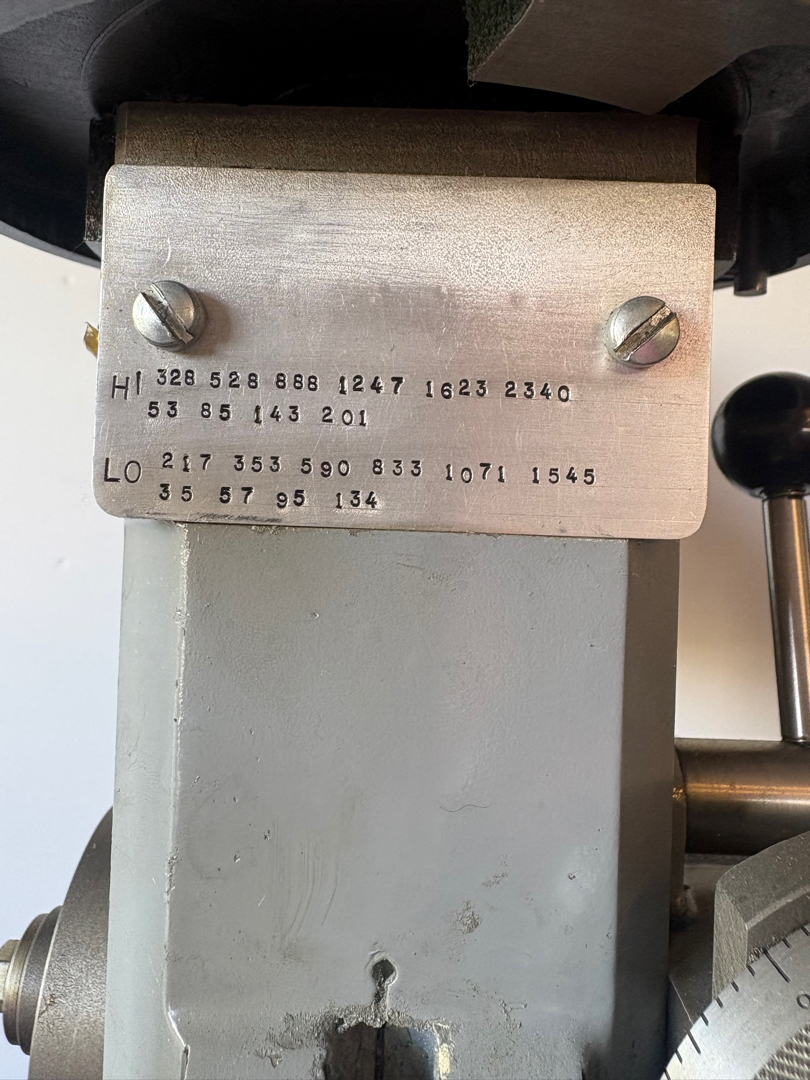 HI 328 528 888 1247 1623 2340
53 85 143 201
LO 217 353 590 833 1071 1545
35 57 95 134